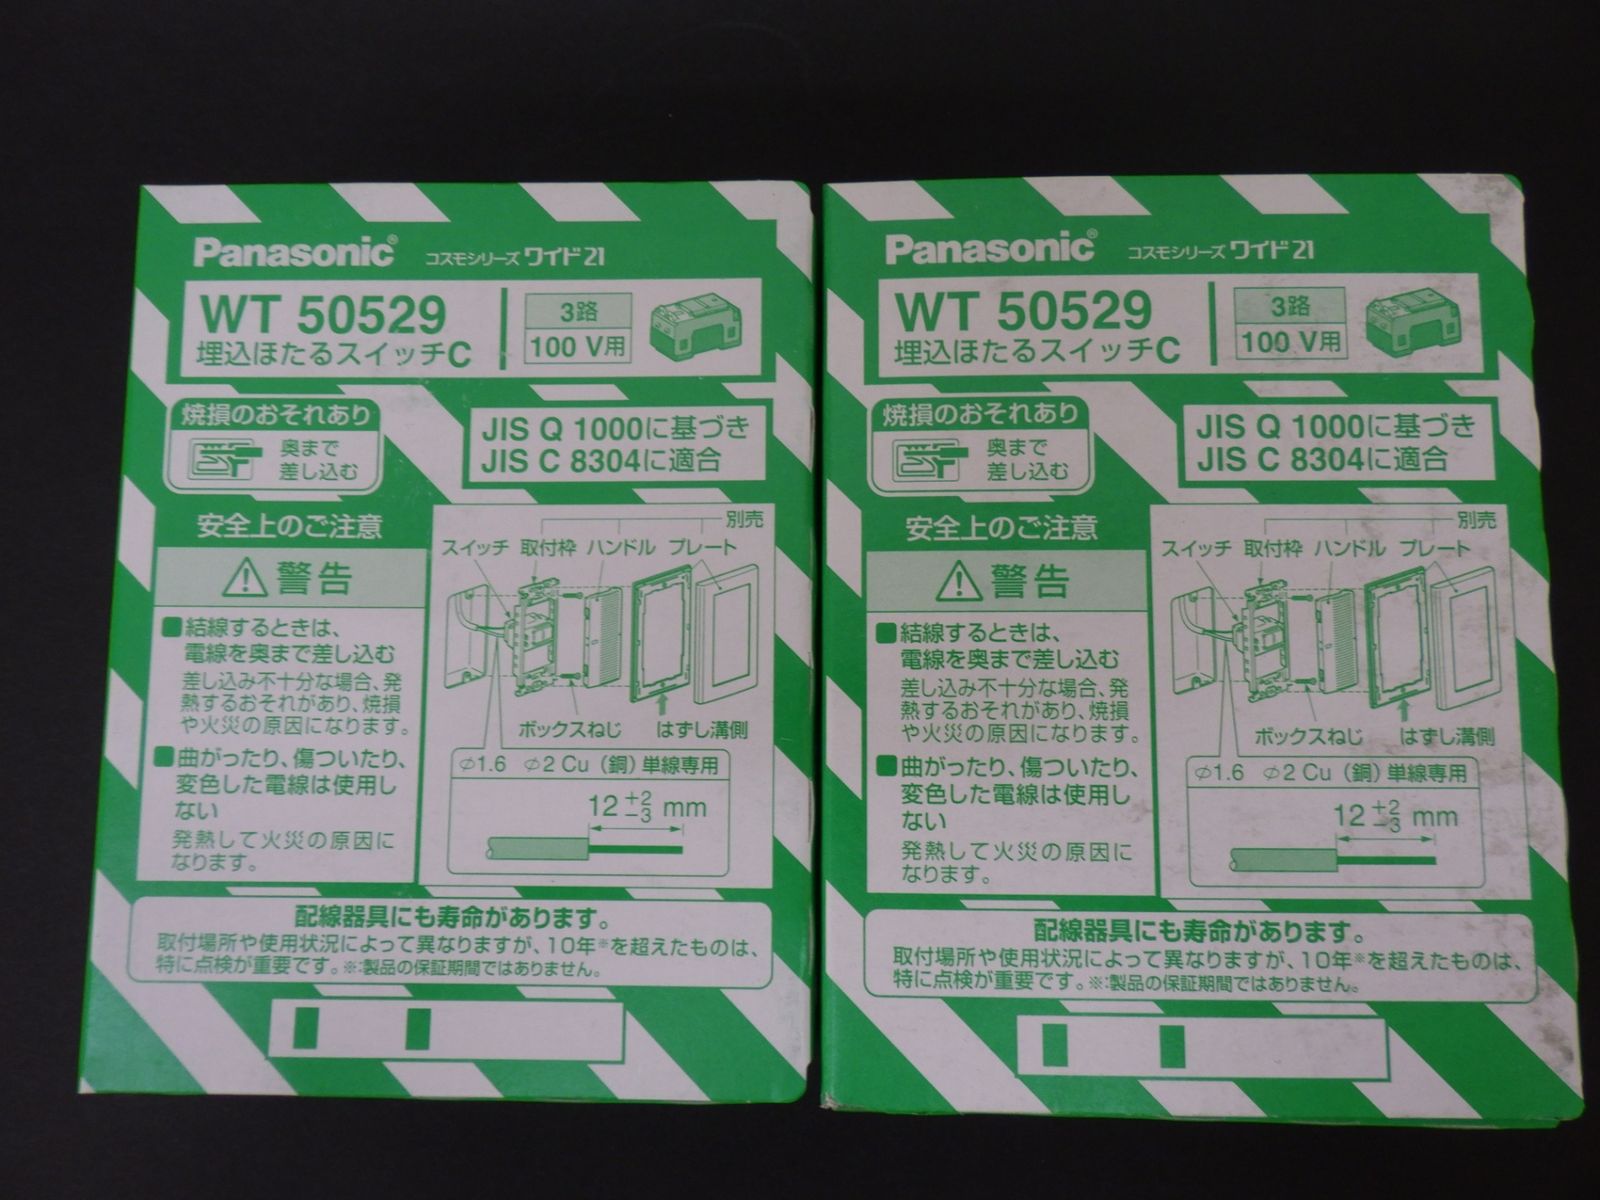 Panasonic® コスモシリーズ ワイド21
WT 50529
埋込ほたるスイッチC
3路
100 V用
焼損のおそれあり
奥まで
差し込む
JIS Q 1000に基づき
JIS C 8304に適合
安全上のご注意
警告
■結線するときは、
電線を奥まで差し込む
差し込み不十分な場合、発
熱するおそれがあり、焼損
や火災の原因になります。
■曲がったり、傷ついたり、
変色した電線は使用し
ない
発熱して火災の原因に
なります。
別売
スイッチ 取付枠 ハンドル プレート
ボックスねじ はずし溝側
φ1.6 φ2 Cu（銅）単線専用
12 +2 -3 mm
配線器具にも寿命があります。
取付場所や使用状況によって異なりますが、10年※を超えたものは、
特に点検が重要です。※:製品の保証期間ではありません。
Panasonic® コスモシリーズ ワイド21
WT 50529
埋込ほたるスイッチC
3路
100 V用
焼損のおそれあり
奥まで
差し込む
JIS Q 1000に基づき
JIS C 8304に適合
安全上のご注意
警告
■結線するときは、
電線を奥まで差し込む
差し込み不十分な場合、発
熱するおそれがあり、焼損
や火災の原因になります。
■曲がったり、傷ついたり、
変色した電線は使用し
ない
発熱して火災の原因に
なります。
別売
スイッチ 取付枠 ハンドル プレート
ボックスねじ はずし溝側
φ1.6 φ2 Cu（銅）単線専用
12 +2 -3 mm
配線器具にも寿命があります。
取付場所や使用状況によって異なりますが、10年※を超えたものは、
特に点検が重要です。※:製品の保証期間ではありません。